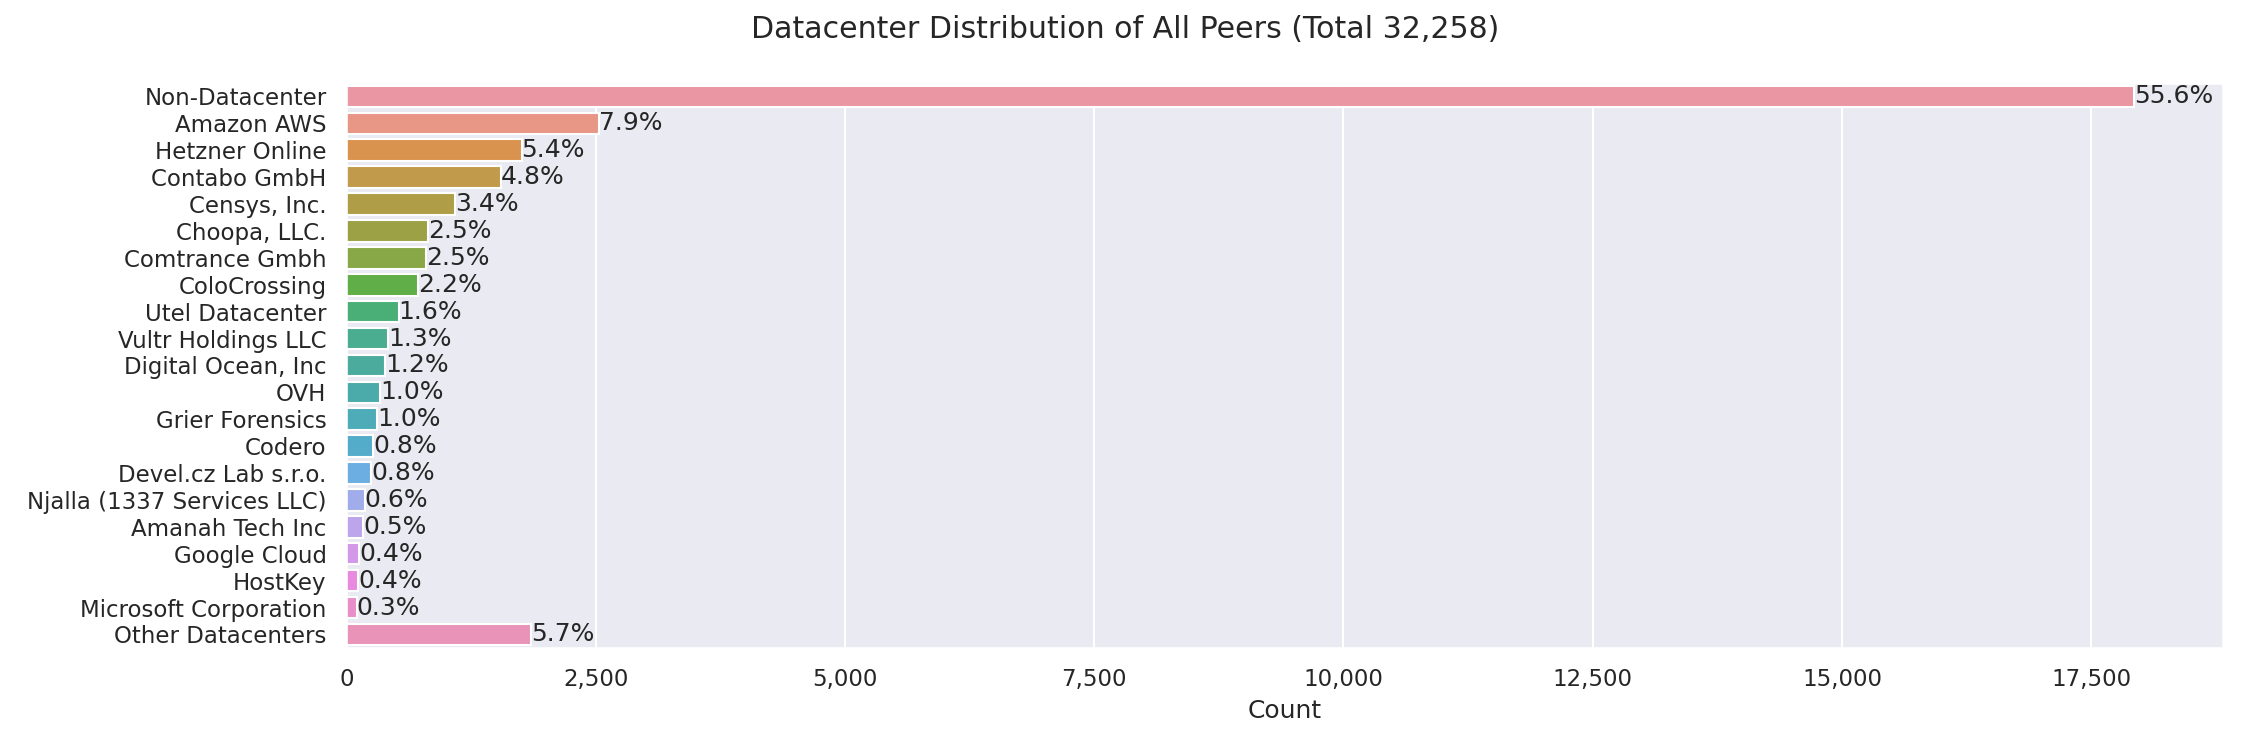 Datacenter Distribution of All Peers (Total 32,258)
Non-Datacenter 55.6%
Amazon AWS 7.9%
Hetzner Online 5.4%
Contabo GmbH 4.8%
Censys, Inc. 3.4%
Choopa, LLC. 2.5%
Comtrance Gmbh 2.5%
ColoCrossing 2.2%
Utel Datacenter 1.6%
Vultr Holdings LLC 1.3%
Digital Ocean, Inc 1.2%
OVH 1.0%
Grier Forensics 1.0%
Codero 0.8%
Devel.cz Lab s.r.o. 0.8%
Njalla (1337 Services LLC) 0.6%
Amanah Tech Inc 0.5%
Google Cloud 0.4%
HostKey 0.4%
Microsoft Corporation 0.3%
Other Datacenters 5.7%
0 2,500 5,000 7,500 10,000 12,500 15,000 17,500
Count